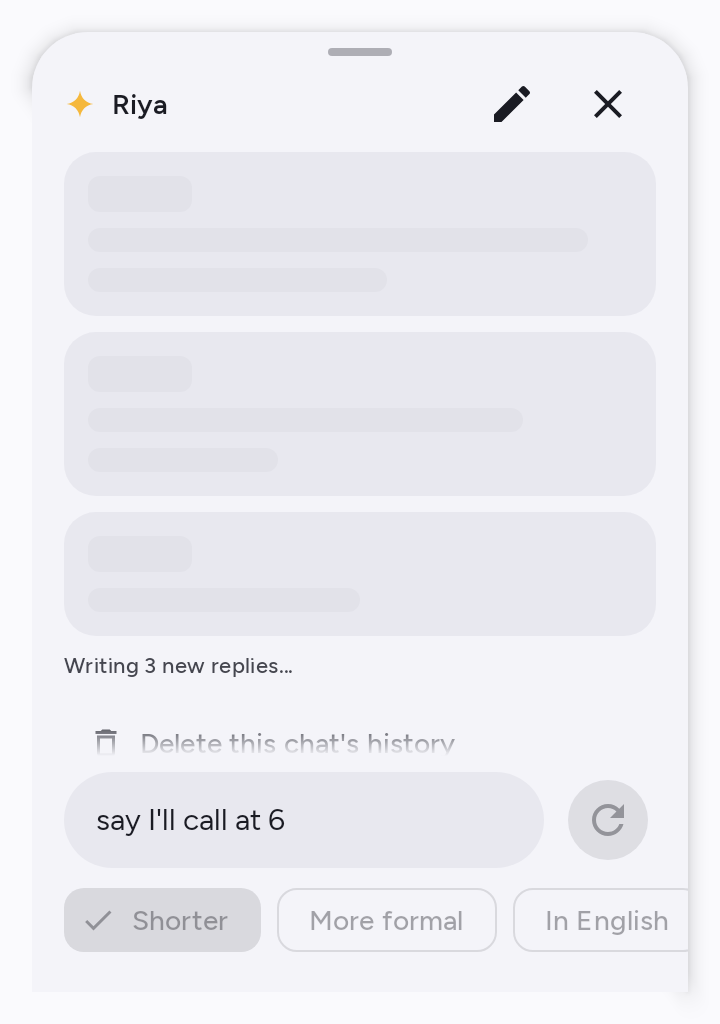 Riya
Writing 3 new replies...
Delete this chat's history
say I'll call at 6
Shorter
More formal
In English